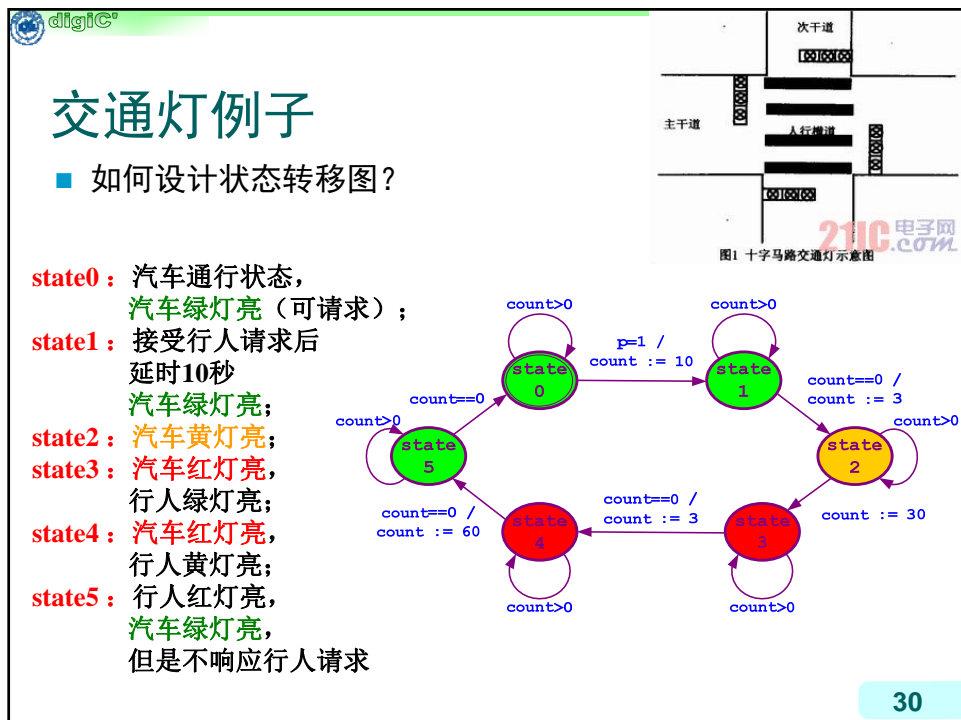 digiC'
交通灯例子
■ 如何设计状态转移图？
次干道
主干道
人行横道
21IC电子网
.com
图1 十字马路交通灯示意图
state0：汽车通行状态，
汽车绿灯亮（可请求）；
state1：接受行人请求后
延时10秒
汽车绿灯亮；
state2：汽车黄灯亮；
state3：汽车红灯亮，
行人绿灯亮；
state4：汽车红灯亮，
行人黄灯亮；
state5：行人红灯亮，
汽车绿灯亮，
但是不响应行人请求
count>0
count>0
p=1 /
count := 10
state
0
state
1
count==0 /
count := 3
count==0
count>0
count>0
state
5
state
2
count==0 /
count := 60
count==0 /
count := 3
count := 30
state
4
state
3
count>0
count>0
30